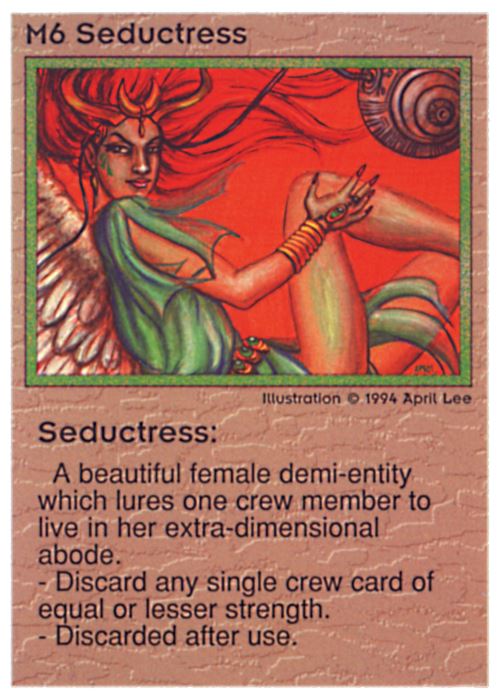 M6 Seductress
Illustration © 1994 April Lee
Seductress:
A beautiful female demi-entity
which lures one crew member to
live in her extra-dimensional
abode.
- Discard any single crew card of
equal or lesser strength.
- Discarded after use.